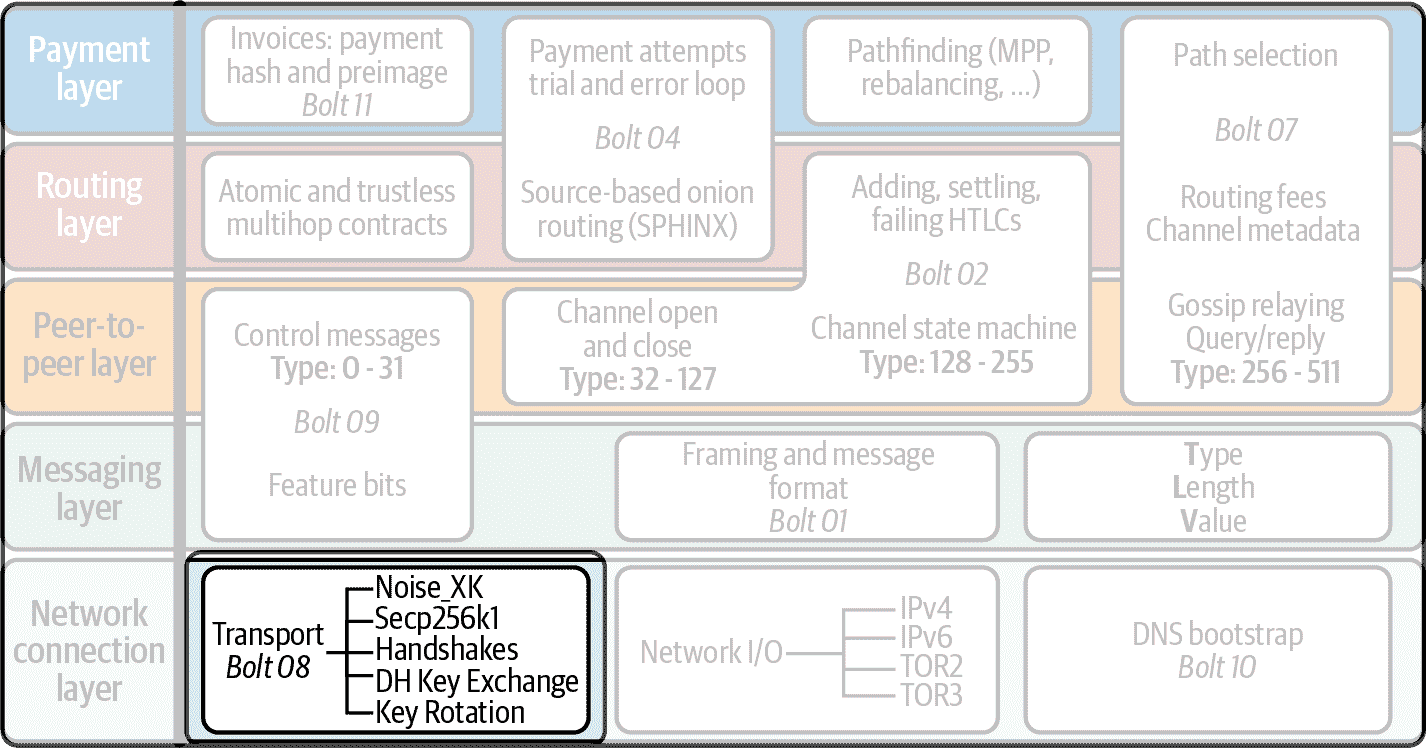 Payment
layer
Invoices: payment
hash and preimage
Bolt 11
Payment attempts
trial and error loop
Bolt 04
Source-based onion
routing (SPHINX)
Pathfinding (MPP,
rebalancing, ...)
Path selection
Bolt 07
Routing fees
Channel metadata
Gossip relaying
Query/reply
Type: 256 - 511
Routing
layer
Atomic and trustless
multihop contracts
Adding, settling,
failing HTLCs
Bolt 02
Channel state machine
Type: 128 - 255
Peer-to-
peer layer
Control messages
Type: 0 - 31
Bolt 09
Feature bits
Channel open
and close
Type: 32 - 127
Messaging
layer
Framing and message
format
Bolt 01
Type
Length
Value
Network
connection
layer
Transport
Bolt 08
Noise_XK
Secp256k1
Handshakes
DH Key Exchange
Key Rotation
Network I/O
IPv4
IPv6
TOR2
TOR3
DNS bootstrap
Bolt 10